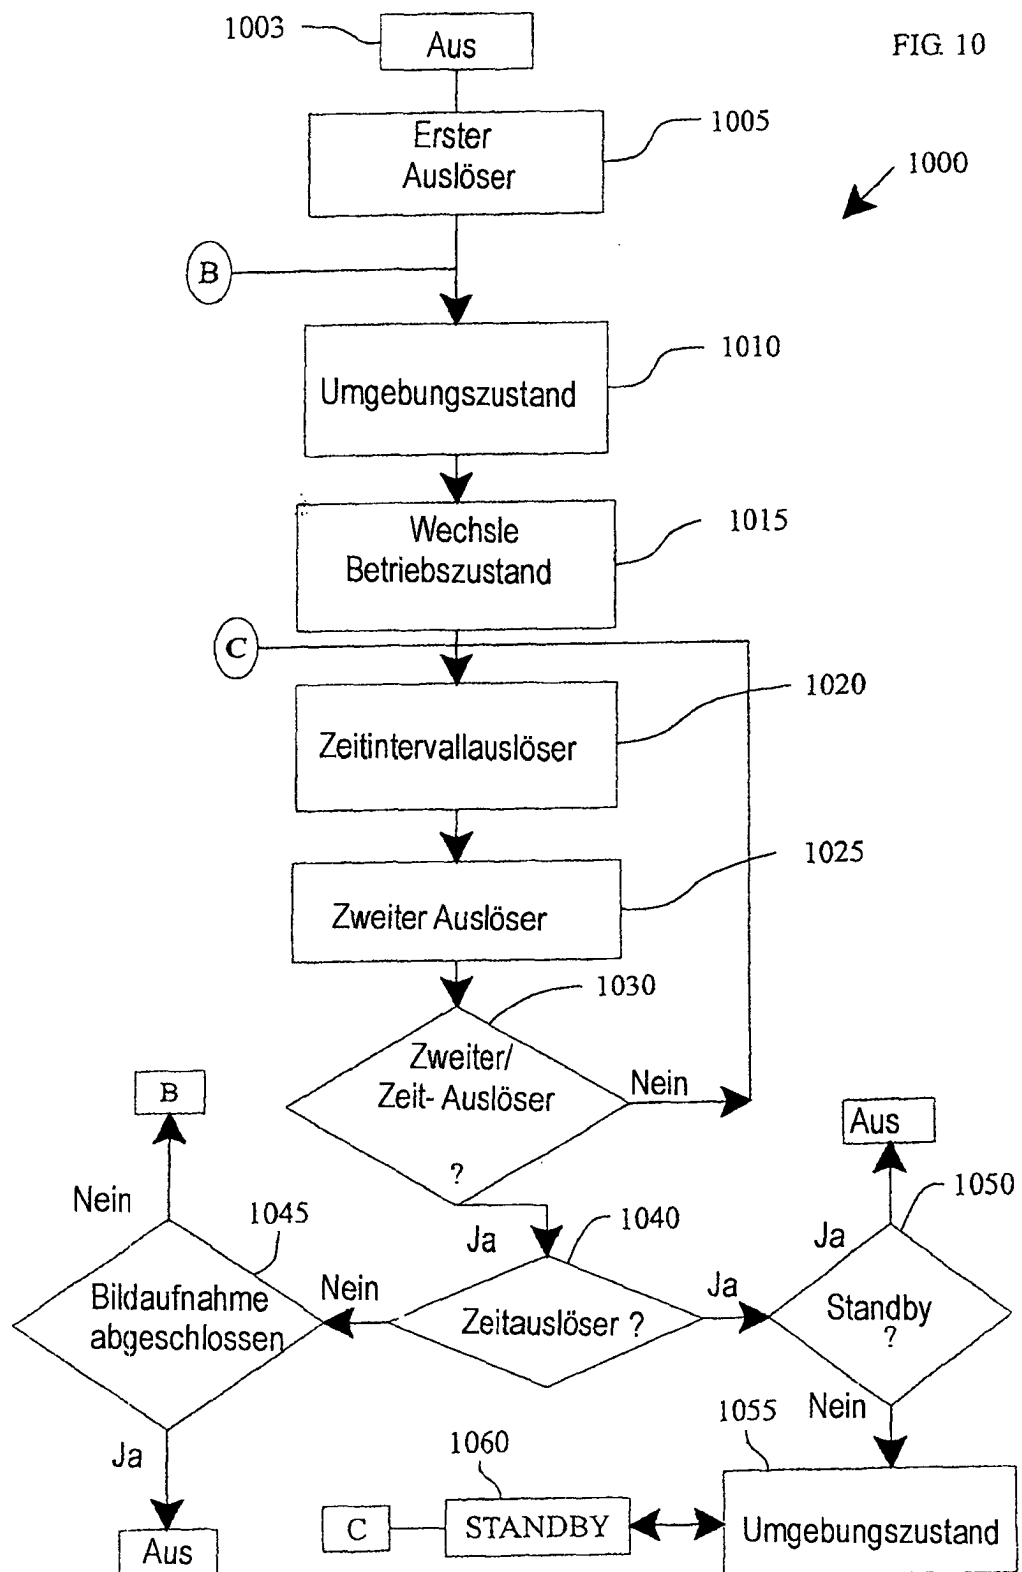 1003
Aus
FIG. 10
Erster
Auslöser
1005
1000
B
1010
Umgebungszustand
Wechsle
Betriebszustand
1015
C
1020
Zeitintervallauslöser
1025
Zweiter Auslöser
1030
Zweiter/
Zeit- Auslöser
?
Nein
B
Aus
Nein
1045
Ja
1040
Ja
1050
Bildaufnahme
abgeschlossen
Nein
Zeitauslöser ?
Ja
Standby
?
Ja
Nein
1055
1060
Aus
C
STANDBY
Umgebungszustand